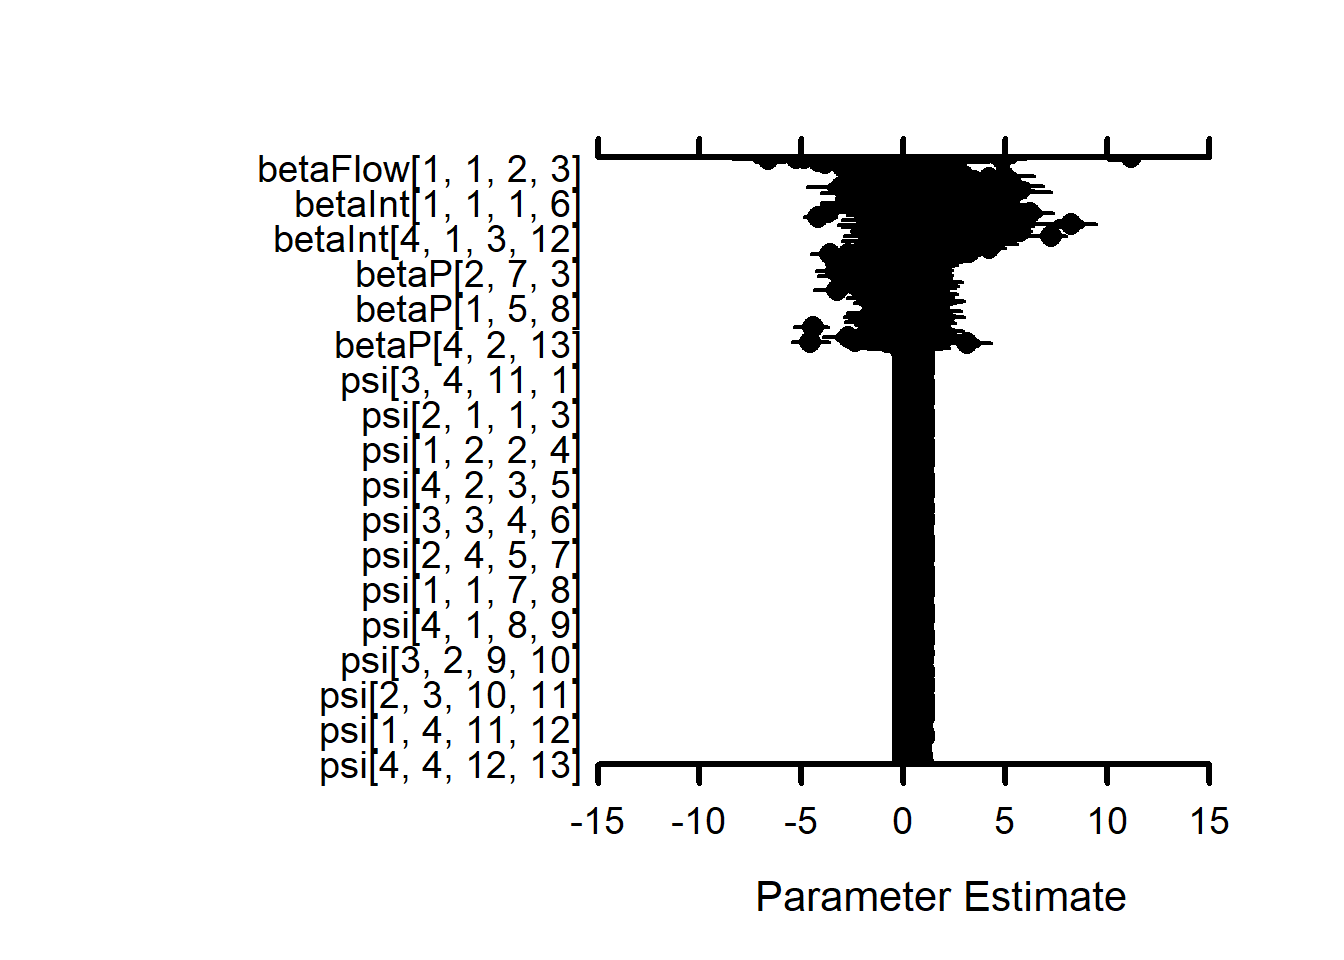 betaFlow[1, 1, 2, 3]
betaInt[1, 1, 1, 6]
betaInt[4, 1, 3, 12]
betaP[2, 7, 3]
betaP[1, 5, 8]
betaP[4, 2, 13]
psi[3, 4, 11, 1]
psi[2, 1, 1, 3]
psi[1, 2, 2, 4]
psi[4, 2, 3, 5]
psi[3, 3, 4, 6]
psi[2, 4, 5, 7]
psi[1, 1, 7, 8]
psi[4, 1, 8, 9]
psi[3, 2, 9, 10]
psi[2, 3, 10, 11]
psi[1, 4, 11, 12]
psi[4, 4, 12, 13]
-15 -10 -5 0 5 10 15
Parameter Estimate